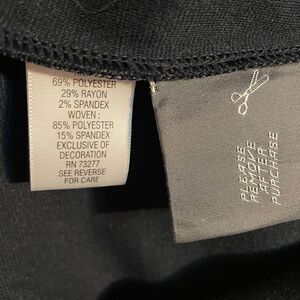 69% POLYESTER
29% RAYON
2% SPANDEX
WOVEN :
85% POLYESTER
15% SPANDEX
EXCLUSIVE OF
DECORATION
RN 73277
SEE REVERSE
FOR CARE
PLEASE
REMOVE
AFTER
PURCHASE